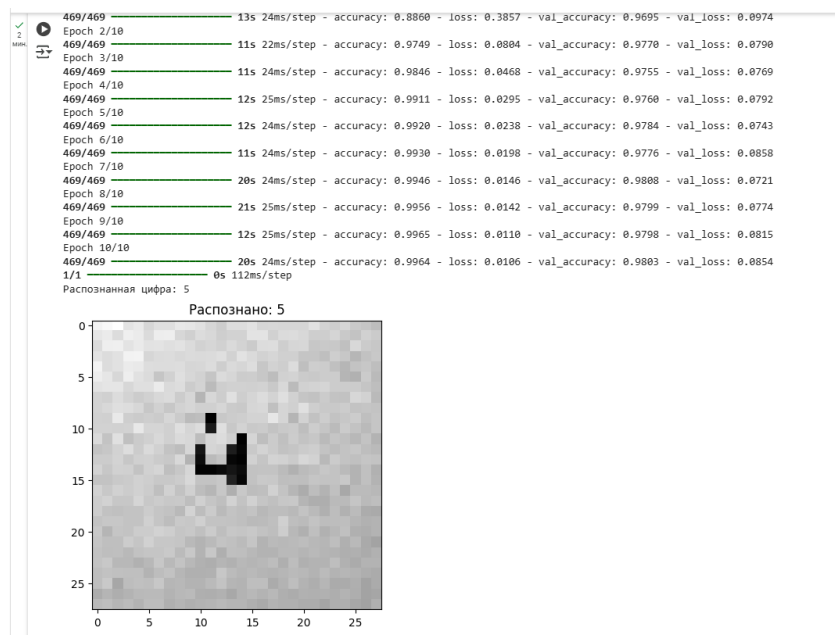 469/469 ━━━━━━━━━━━━━━━━━━━━ 13s 24ms/step - accuracy: 0.8860 - loss: 0.3857 - val_accuracy: 0.9695 - val_loss: 0.0974
2
мин.
Epoch 2/10
469/469 ━━━━━━━━━━━━━━━━━━━━ 11s 22ms/step - accuracy: 0.9749 - loss: 0.0804 - val_accuracy: 0.9770 - val_loss: 0.0790
Epoch 3/10
469/469 ━━━━━━━━━━━━━━━━━━━━ 11s 24ms/step - accuracy: 0.9846 - loss: 0.0468 - val_accuracy: 0.9755 - val_loss: 0.0769
Epoch 4/10
469/469 ━━━━━━━━━━━━━━━━━━━━ 12s 25ms/step - accuracy: 0.9911 - loss: 0.0295 - val_accuracy: 0.9760 - val_loss: 0.0792
Epoch 5/10
469/469 ━━━━━━━━━━━━━━━━━━━━ 12s 24ms/step - accuracy: 0.9920 - loss: 0.0238 - val_accuracy: 0.9784 - val_loss: 0.0743
Epoch 6/10
469/469 ━━━━━━━━━━━━━━━━━━━━ 11s 24ms/step - accuracy: 0.9930 - loss: 0.0198 - val_accuracy: 0.9776 - val_loss: 0.0858
Epoch 7/10
469/469 ━━━━━━━━━━━━━━━━━━━━ 20s 24ms/step - accuracy: 0.9946 - loss: 0.0146 - val_accuracy: 0.9808 - val_loss: 0.0721
Epoch 8/10
469/469 ━━━━━━━━━━━━━━━━━━━━ 21s 25ms/step - accuracy: 0.9956 - loss: 0.0142 - val_accuracy: 0.9799 - val_loss: 0.0774
Epoch 9/10
469/469 ━━━━━━━━━━━━━━━━━━━━ 12s 25ms/step - accuracy: 0.9965 - loss: 0.0110 - val_accuracy: 0.9798 - val_loss: 0.0815
Epoch 10/10
469/469 ━━━━━━━━━━━━━━━━━━━━ 20s 24ms/step - accuracy: 0.9964 - loss: 0.0106 - val_accuracy: 0.9803 - val_loss: 0.0854
1/1 ━━━━━━━━━━━━━━━━━━━━ 0s 112ms/step
Распознанная цифра: 5
Распознано: 5
0
5
10
4
15
20
25
0 5 10 15 20 25